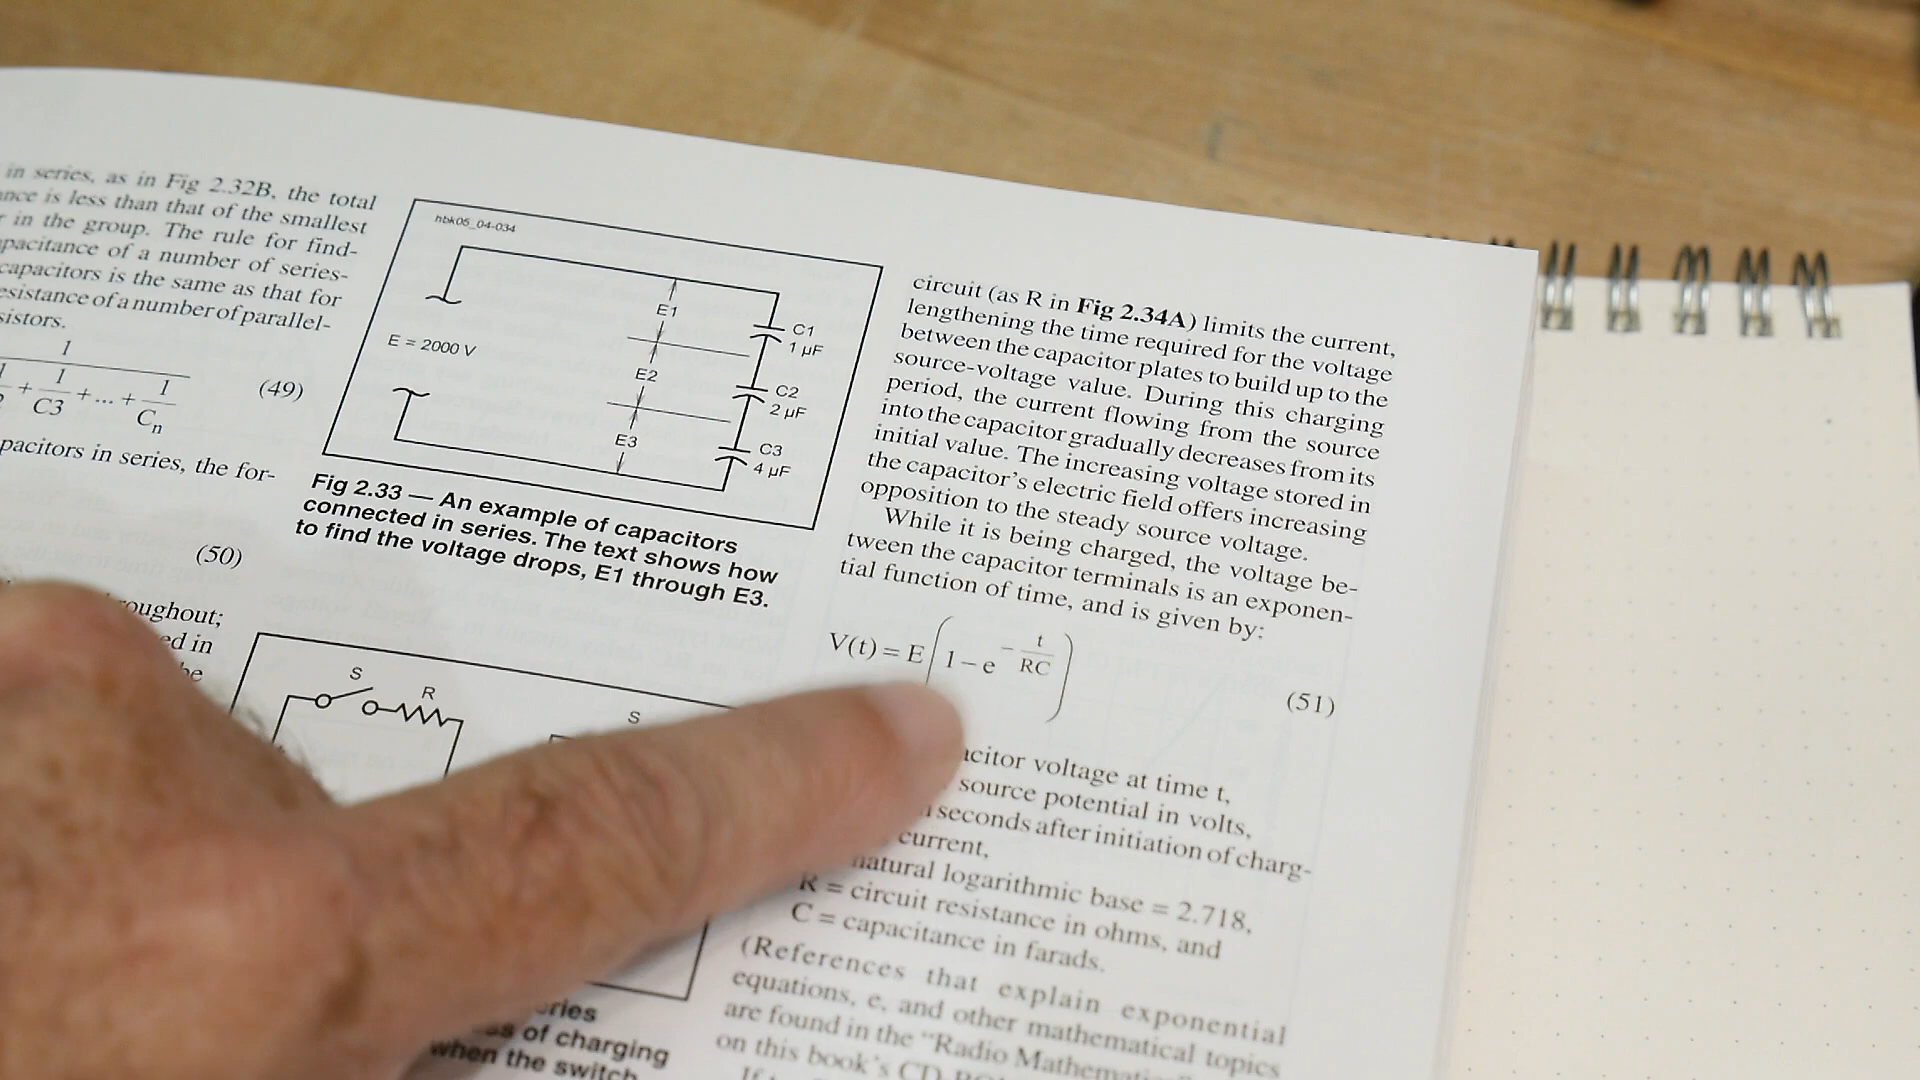 in series, as in Fig 2.32B, the total
is less than that of the smallest
in the group. The rule for find-
of a number of series-
capacitors is the same as that for
of a number of parallel-
1
+ 1/C3 + ... + 1/Cn (49)
in series, the for-
(50)
ed in
hbk05_04-034
E = 2000 V
E1
E2
E3
C1
1 µF
C2
2 µF
C3
4 µF
Fig 2.33 — An example of capacitors
connected in series. The text shows how
to find the voltage drops, E1 through E3.
S
R
S
of charging
when the switch
circuit (as R in Fig 2.34A) limits the current,
lengthening the time required for the voltage
between the capacitor plates to build up to the
source-voltage value. During this charging
period, the current flowing from the source
into the capacitor gradually decreases from its
initial value. The increasing voltage stored in
the capacitor's electric field offers increasing
opposition to the steady source voltage.
While it is being charged, the voltage be-
tween the capacitor terminals is an exponen-
tial function of time, and is given by:
V(t) = E(1 – e^(–t/RC)) (51)
voltage at time t,
source potential in volts,
seconds after initiation of charg-
current,
natural logarithmic base = 2.718,
R = circuit resistance in ohms, and
C = capacitance in farads.
(References that explain exponential
equations, e, and other mathematical topics
are found in the "Radio
on this book's